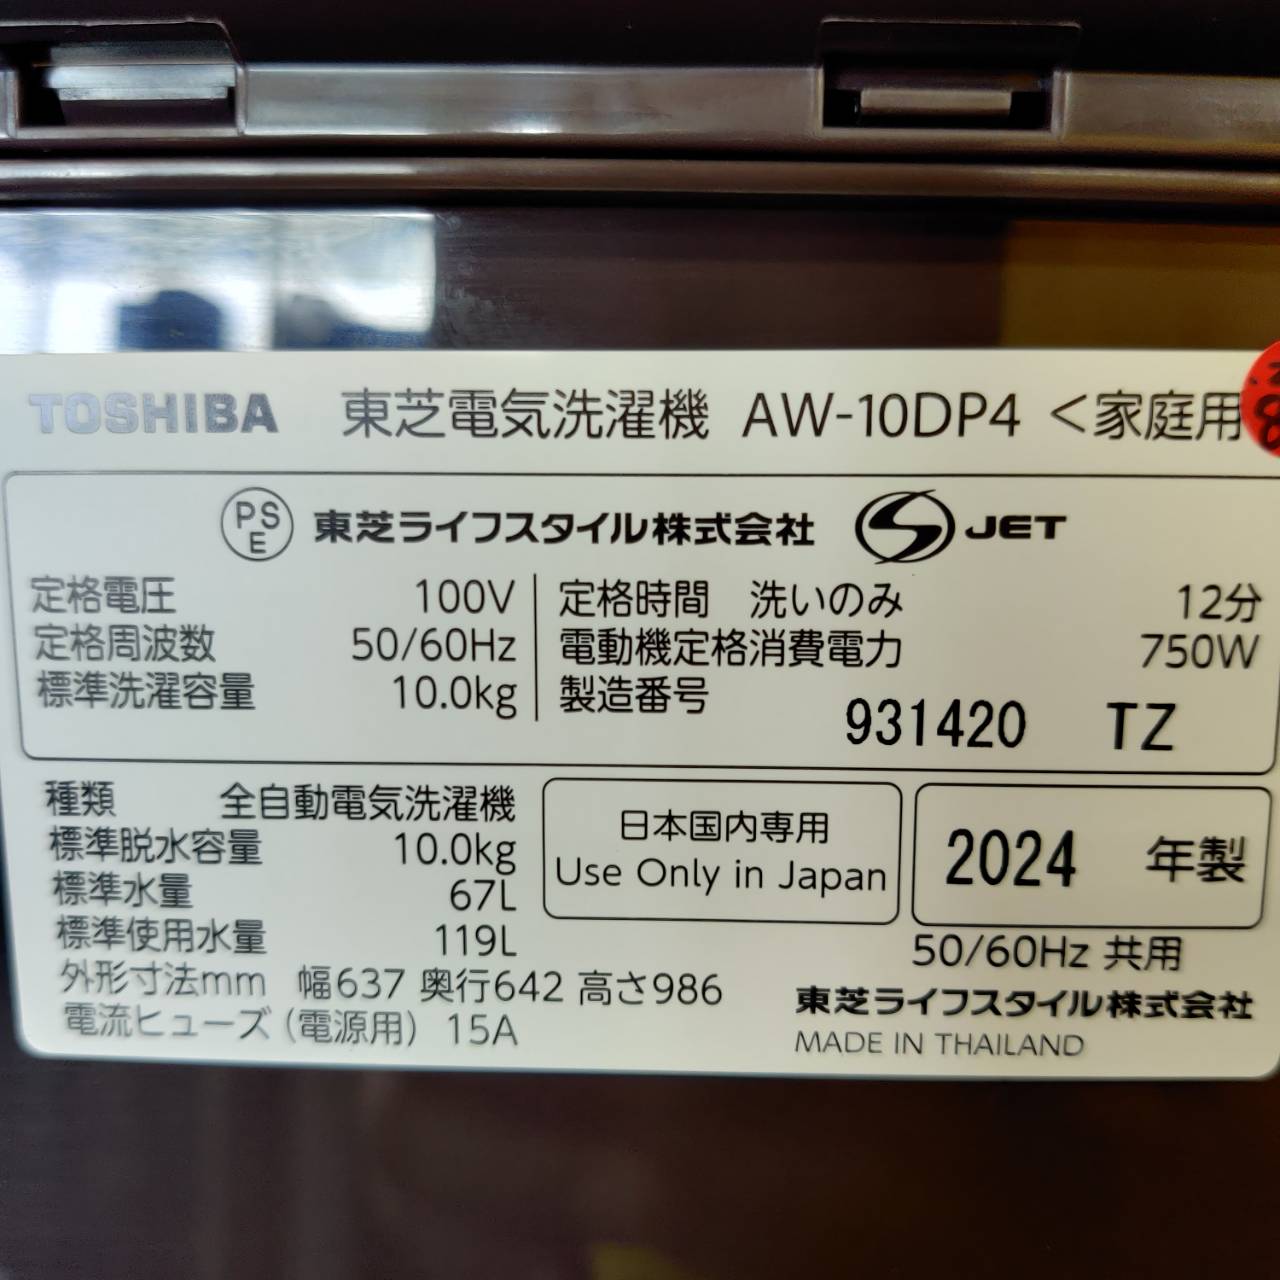 TOSHIBA 東芝電気洗濯機 AW-10DP4 <家庭用
PSE 東芝ライフスタイル株式会社 S JET
定格電圧 100V
定格周波数 50/60Hz
標準洗濯容量 10.0kg
定格時間 洗いのみ 12分
電動機定格消費電力 750W
製造番号 931420 TZ
種類 全自動電気洗濯機
標準脱水容量 10.0kg
標準水量 67L
標準使用水量 119L
外形寸法mm 幅637 奥行642 高さ986
電流ヒューズ(電源用) 15A
日本国内専用
Use Only in Japan
2024 年製
50/60Hz 共用
東芝ライフスタイル株式会社
MADE IN THAILAND